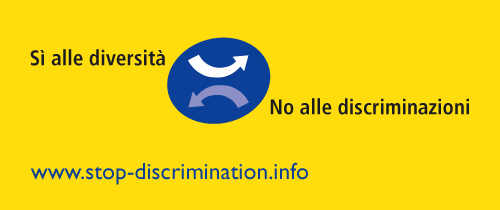 Sì alle diversità
No alle discriminazioni
www.stop-discrimination.info